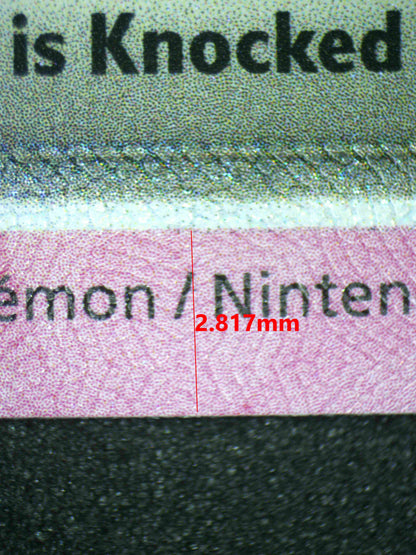 is Knocked
émon / Ninten
2.817mm